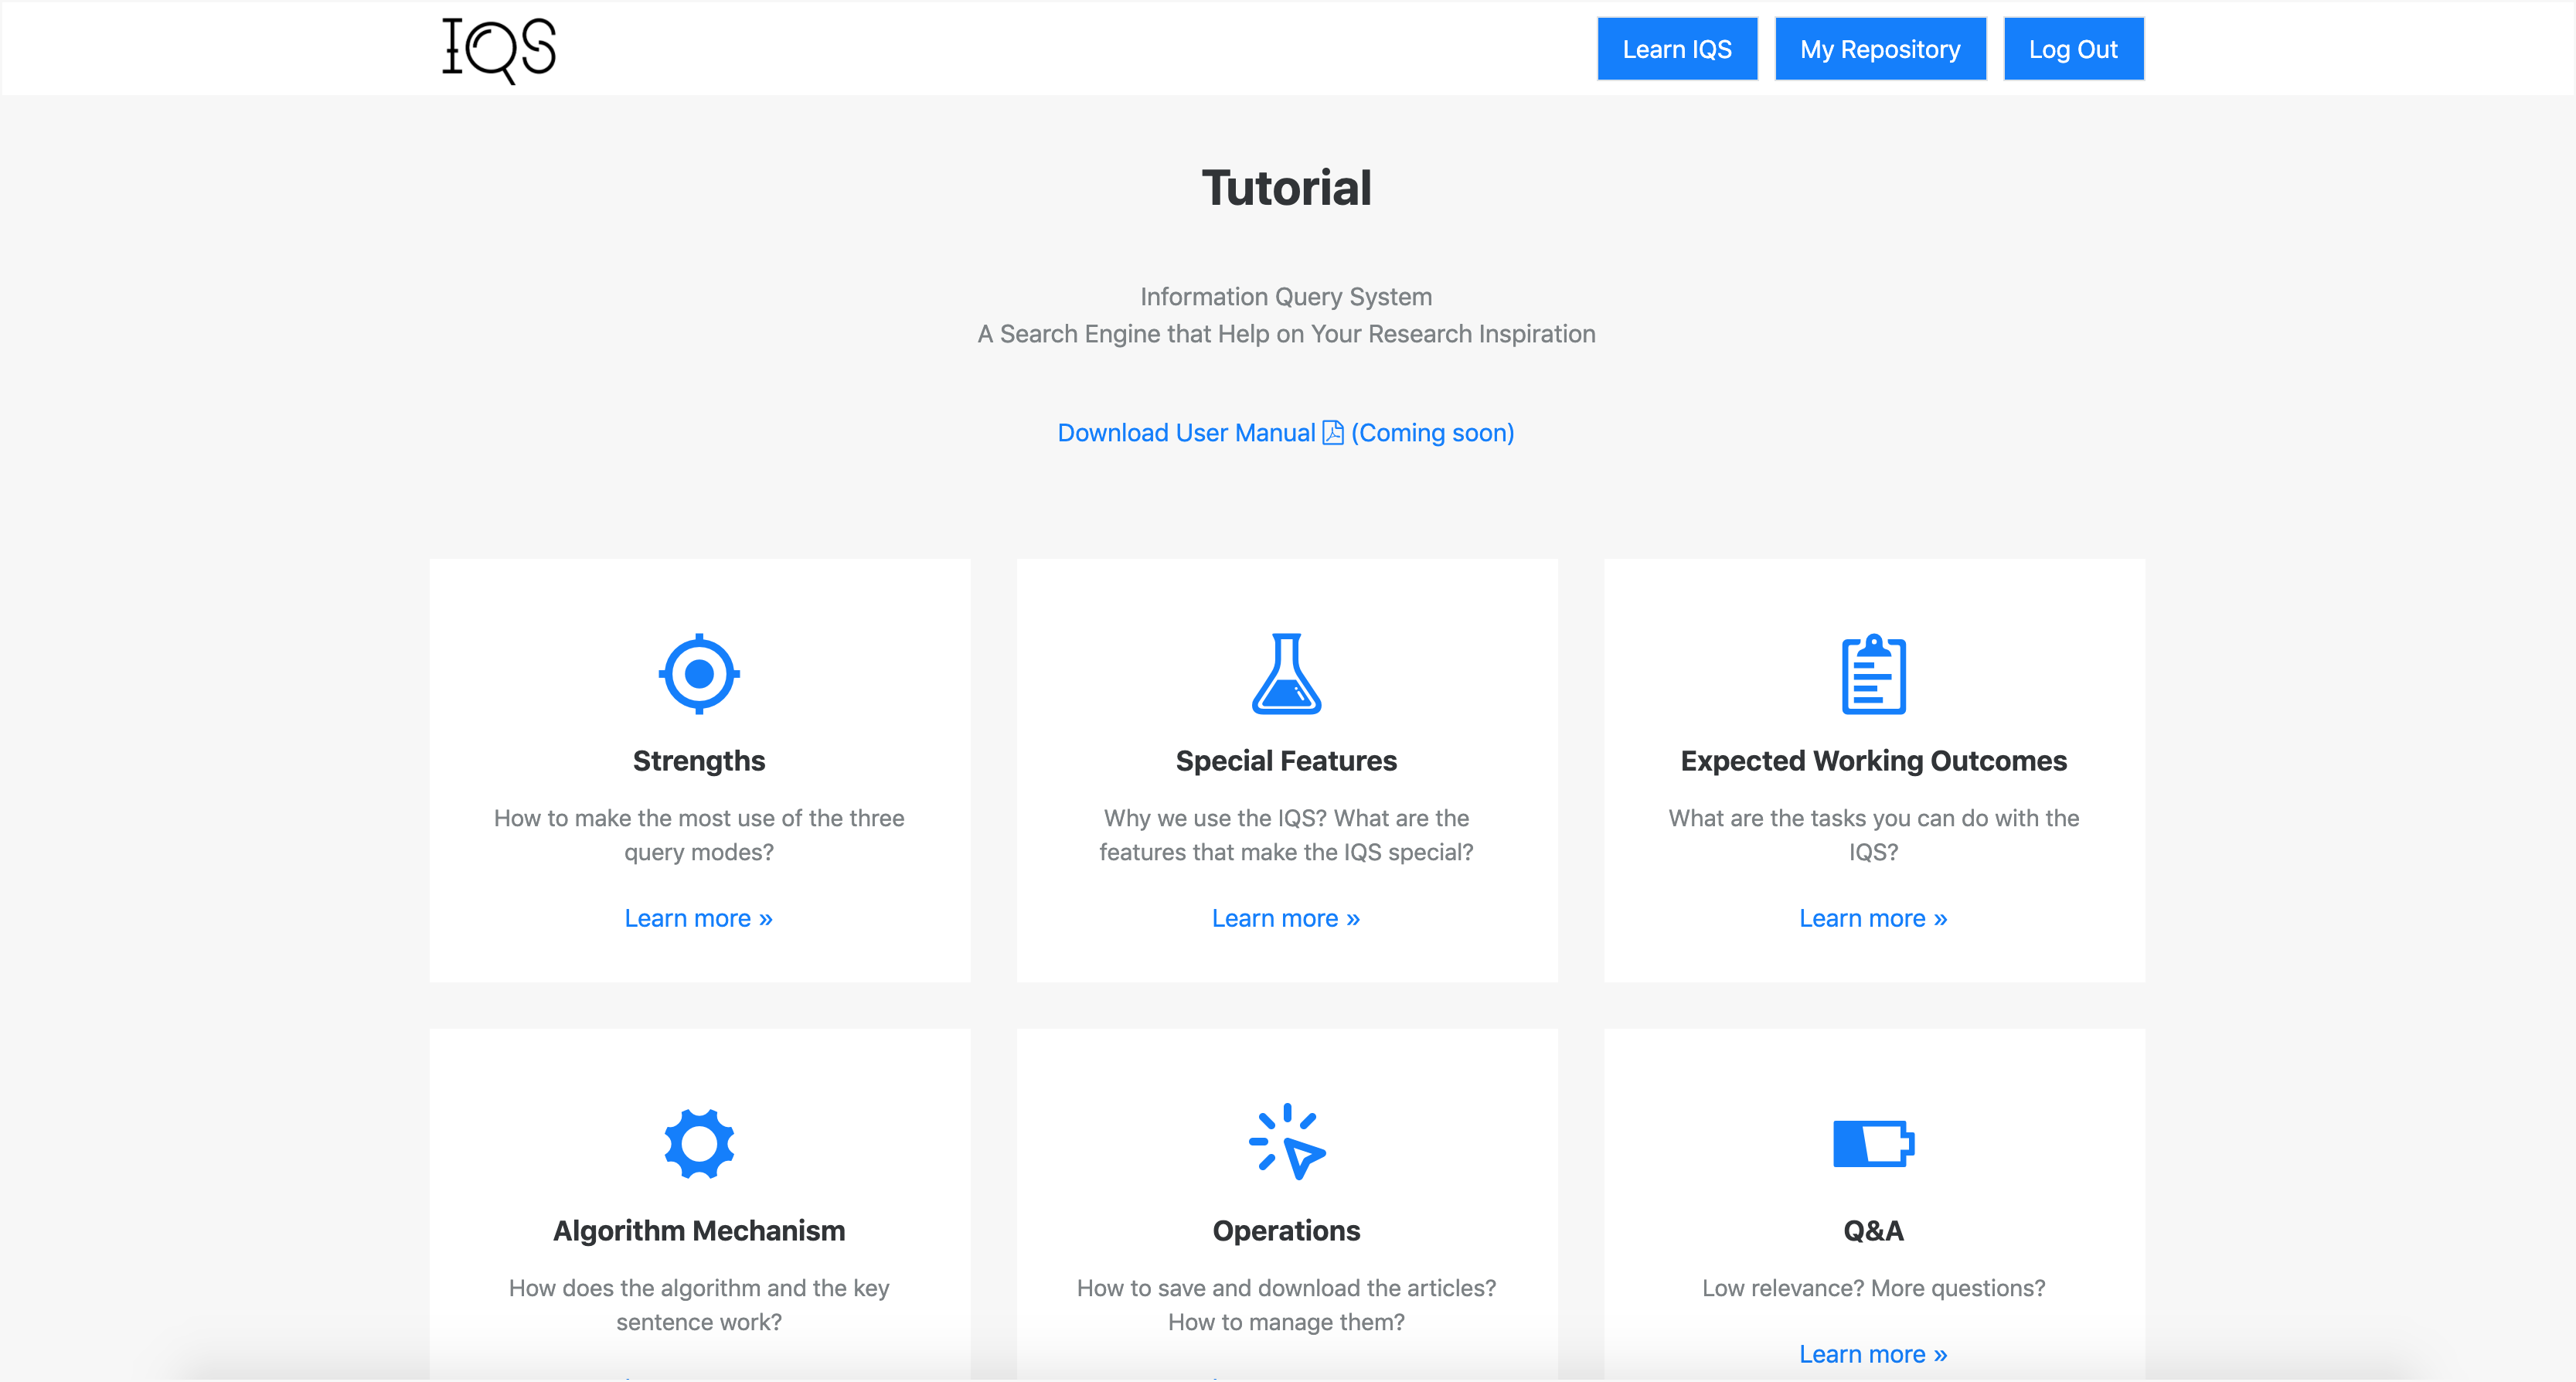 IQS
Learn IQS
My Repository
Log Out
Tutorial
Information Query System
A Search Engine that Help on Your Research Inspiration
Download User Manual (Coming soon)
Strengths
How to make the most use of the three
query modes?
Learn more »
Special Features
Why we use the IQS? What are the
features that make the IQS special?
Learn more »
Expected Working Outcomes
What are the tasks you can do with the
IQS?
Learn more »
Algorithm Mechanism
How does the algorithm and the key
sentence work?
Operations
How to save and download the articles?
How to manage them?
Q&A
Low relevance? More questions?
Learn more »